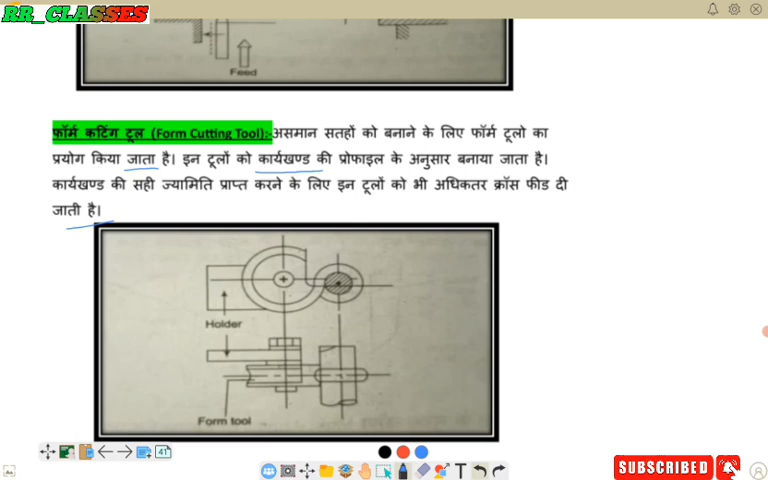 RR_CLASSES
Feed
फॉर्म कटिंग टूल (Form Cutting Tool):-असमान सतहों को बनाने के लिए फॉर्म टूलो का
प्रयोग किया जाता है। इन टूलों को कार्यखण्ड की प्रोफाइल के अनुसार बनाया जाता है।
कार्यखण्ड की सही ज्यामिति प्राप्त करने के लिए इन टूलों को भी अधिकतर क्रॉस फीड दी
जाती है।
Holder
Form tool
41
T
SUBSCRIBED